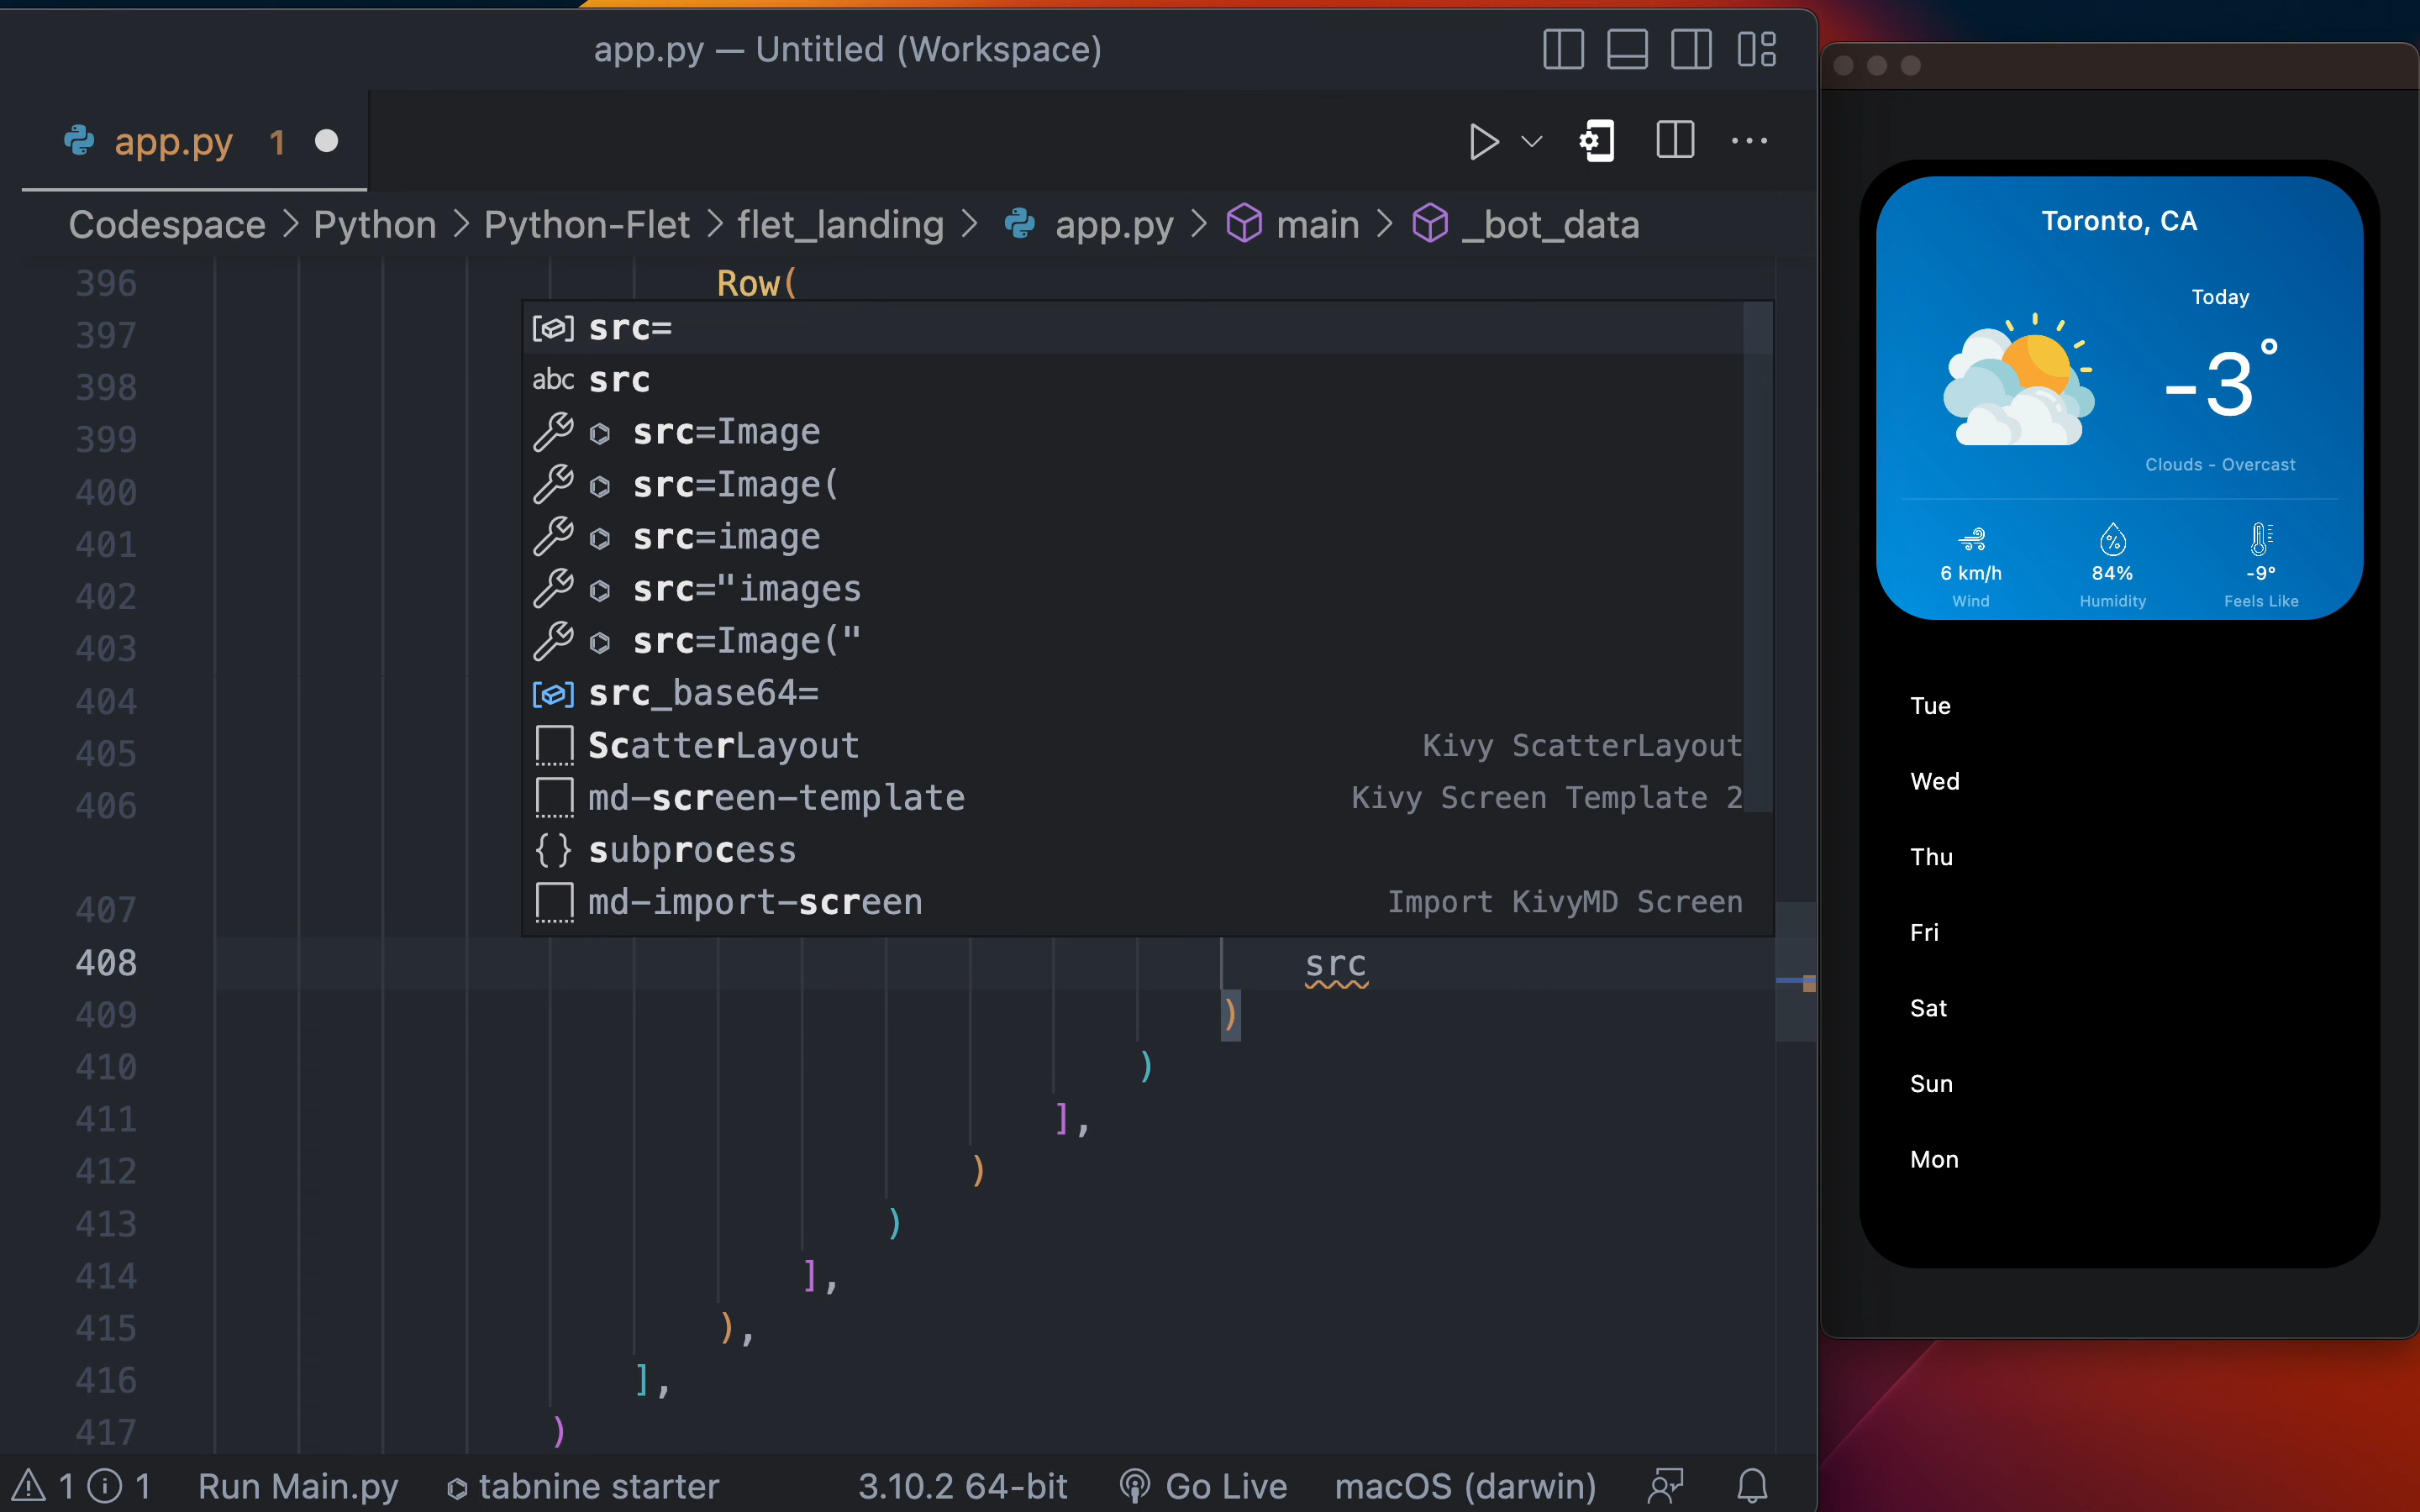 app.py — Untitled (Workspace)
app.py 1
Codespace > Python > Python-Flet > flet_landing > app.py > main > _bot_data
396 Row(
397
398
399
400
401
402
403
404
405
406
407
src=
abc src
src=Image
src=Image(
src=image
src="images
src=Image("
src_base64=
ScatterLayout Kivy ScatterLayout
md-screen-template Kivy Screen Template 2
{} subprocess
md-import-screen Import KivyMD Screen
408 src
409 )
410 )
411 ],
412 )
413 )
414 ],
415 ),
416 ],
417 )
1 1 Run Main.py tabnine starter 3.10.2 64-bit Go Live macOS (darwin)
Toronto, CA
Today
-3°
Clouds - Overcast
6 km/h 84% -9°
Wind Humidity Feels Like
Tue
Wed
Thu
Fri
Sat
Sun
Mon